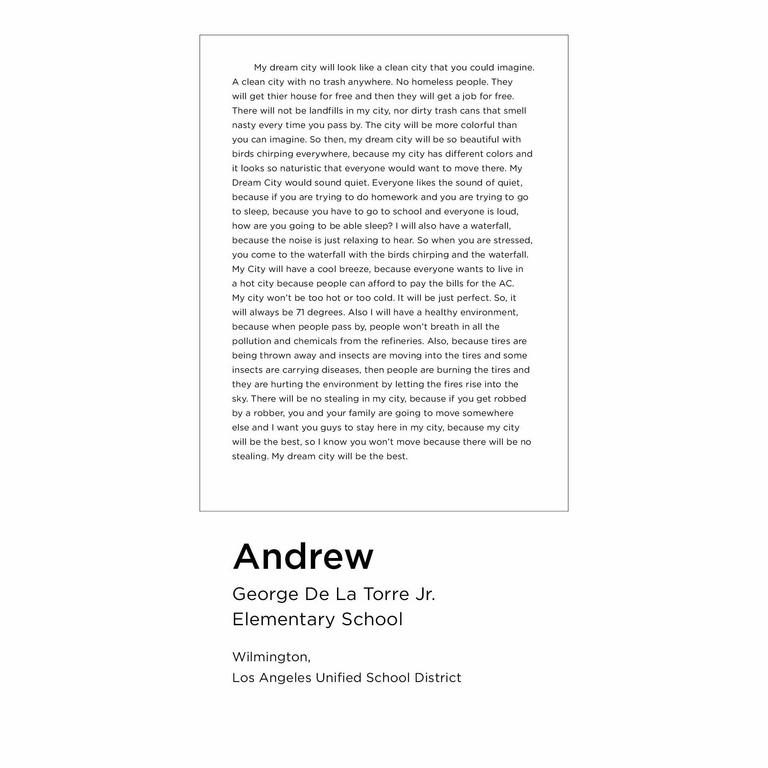 My dream city will look like a clean city that you could imagine.
A clean city with no trash anywhere. No homeless people. They
will get thier house for free and then they will get a job for free.
There will not be landfills in my city, nor dirty trash cans that smell
nasty every time you pass by. The city will be more colorful than
you can imagine. So then, my dream city will be so beautiful with
birds chirping everywhere, because my city has different colors and
it looks so naturistic that everyone would want to move there. My
Dream City would sound quiet. Everyone likes the sound of quiet,
because if you are trying to do homework and you are trying to go
to sleep, because you have to go to school and everyone is loud,
how are you going to be able sleep? I will also have a waterfall,
because the noise is just relaxing to hear. So when you are stressed,
you come to the waterfall with the birds chirping and the waterfall.
My City will have a cool breeze, because everyone wants to live in
a hot city because people can afford to pay the bills for the AC.
My city won't be too hot or too cold. It will be just perfect. So, it
will always be 71 degrees. Also I will have a healthy environment,
because when people pass by, people won't breath in all the
pollution and chemicals from the refineries. Also, because tires are
being thrown away and insects are moving into the tires and some
insects are carrying diseases, then people are burning the tires and
they are hurting the environment by letting the fires rise into the
sky. There will be no stealing in my city, because if you get robbed
by a robber, you and your family are going to move somewhere
else and I want you guys to stay here in my city, because my city
will be the best, so I know you won't move because there will be no
stealing. My dream city will be the best.
Andrew
George De La Torre Jr.
Elementary School
Wilmington,
Los Angeles Unified School District